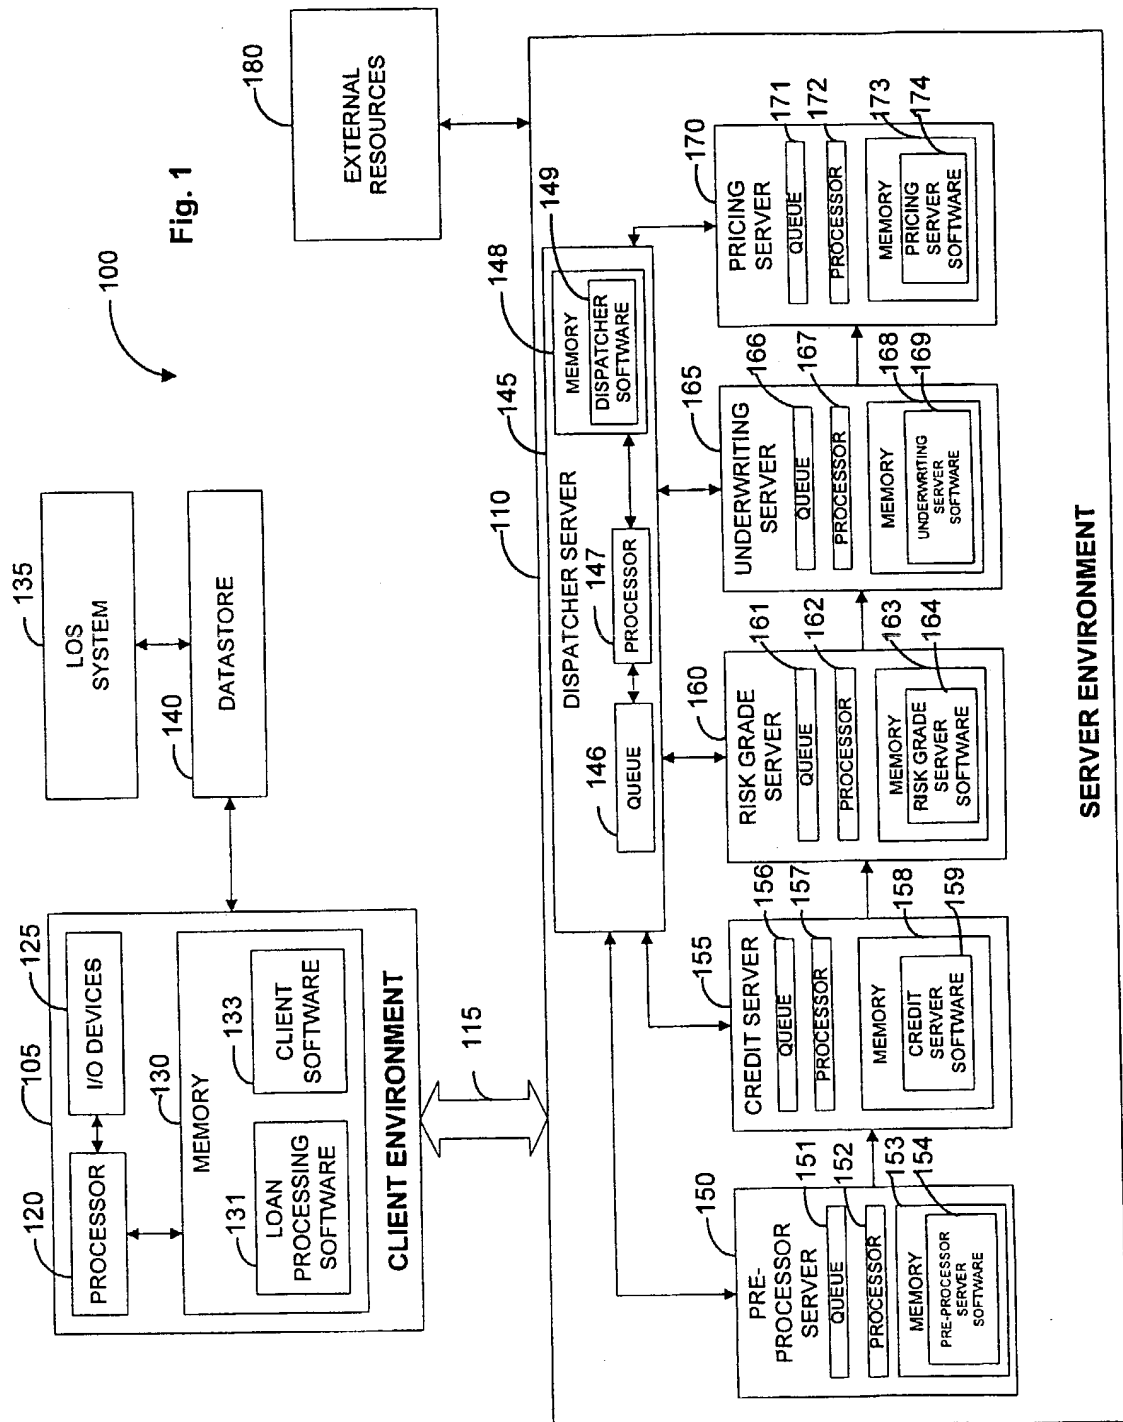 Fig. 1
100
105
120
PROCESSOR
125
I/O DEVICES
130
MEMORY
131
LOAN
PROCESSING
SOFTWARE
133
CLIENT
SOFTWARE
CLIENT ENVIRONMENT
135
LOS
SYSTEM
140
DATASTORE
180
EXTERNAL
RESOURCES
115
110
145
DISPATCHER SERVER
146
QUEUE
147
PROCESSOR
148
MEMORY
149
DISPATCHER
SOFTWARE
150
PRE-
PROCESSOR
SERVER
151
QUEUE
152
PROCESSOR
153
MEMORY
154
PRE-PROCESSOR
SERVER
SOFTWARE
155
CREDIT SERVER
156
QUEUE
157
PROCESSOR
158
MEMORY
159
CREDIT
SERVER
SOFTWARE
160
RISK GRADE
SERVER
161
QUEUE
162
PROCESSOR
163
MEMORY
164
RISK GRADE
SERVER
SOFTWARE
165
UNDERWRITING
SERVER
166
QUEUE
167
PROCESSOR
168
MEMORY
169
UNDERWRITING
SERVER
SOFTWARE
170
PRICING
SERVER
171
QUEUE
172
PROCESSOR
173
MEMORY
174
PRICING
SERVER
SOFTWARE
SERVER ENVIRONMENT